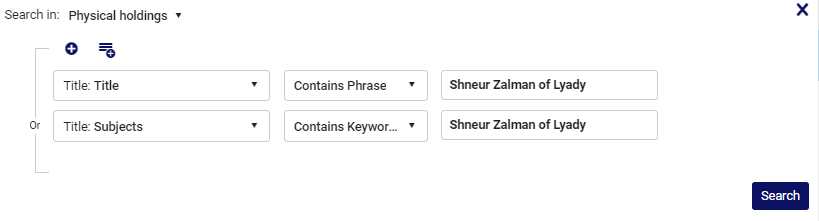 Search in: Physical holdings
Title: Title Contains Phrase Shneur Zalman of Lyady
Or
Title: Subjects Contains Keywor... Shneur Zalman of Lyady
Search